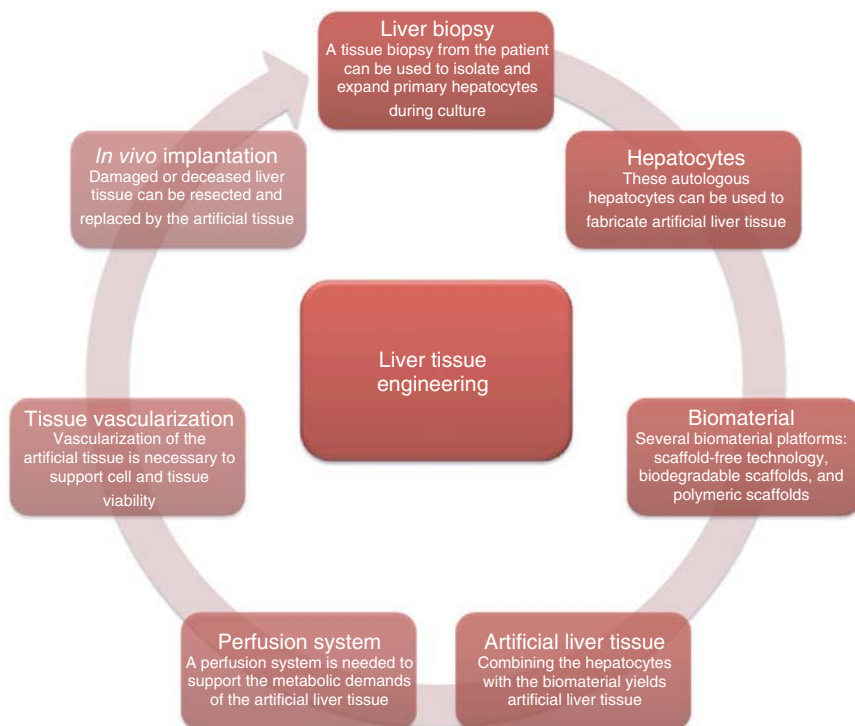 Liver biopsy
A tissue biopsy from the patient
can be used to isolate and
expand primary hepatocytes
during culture
Hepatocytes
These autologous
hepatocytes can be used to
fabricate artificial liver tissue
Biomaterial
Several biomaterial platforms:
scaffold-free technology,
biodegradable scaffolds, and
polymeric scaffolds
Artificial liver tissue
Combining the hepatocytes
with the biomaterial yields
artificial liver tissue
Perfusion system
A perfusion system is needed to
support the metabolic demands
of the artificial liver tissue
Tissue vascularization
Vascularization of the
artificial tissue is necessary to
support cell and tissue
viability
In vivo implantation
Damaged or deceased liver
tissue can be resected and
replaced by the artificial tissue
Liver tissue
engineering